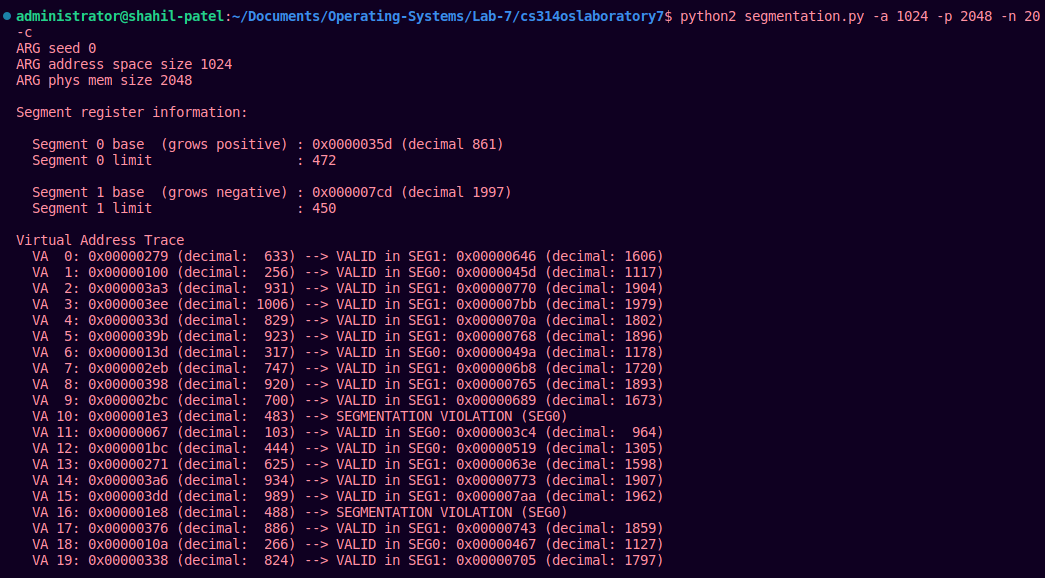 administrator@shahil-patel:~/Documents/Operating-Systems/Lab-7/cs314oslaboratory7$ python2 segmentation.py -a 1024 -p 2048 -n 20
-c
ARG seed 0
ARG address space size 1024
ARG phys mem size 2048

Segment register information:

  Segment 0 base  (grows positive) : 0x0000035d (decimal 861)
  Segment 0 limit                  : 472

  Segment 1 base  (grows negative) : 0x000007cd (decimal 1997)
  Segment 1 limit                  : 450

Virtual Address Trace
  VA  0: 0x00000279 (decimal:  633) --> VALID in SEG1: 0x00000646 (decimal: 1606)
  VA  1: 0x00000100 (decimal:  256) --> VALID in SEG0: 0x0000045d (decimal: 1117)
  VA  2: 0x000003a3 (decimal:  931) --> VALID in SEG1: 0x00000770 (decimal: 1904)
  VA  3: 0x000003ee (decimal: 1006) --> VALID in SEG1: 0x000007bb (decimal: 1979)
  VA  4: 0x0000033d (decimal:  829) --> VALID in SEG1: 0x0000070a (decimal: 1802)
  VA  5: 0x0000039b (decimal:  923) --> VALID in SEG1: 0x00000768 (decimal: 1896)
  VA  6: 0x0000013d (decimal:  317) --> VALID in SEG0: 0x0000049a (decimal: 1178)
  VA  7: 0x000002eb (decimal:  747) --> VALID in SEG1: 0x000006b8 (decimal: 1720)
  VA  8: 0x00000398 (decimal:  920) --> VALID in SEG1: 0x00000765 (decimal: 1893)
  VA  9: 0x000002bc (decimal:  700) --> VALID in SEG1: 0x00000689 (decimal: 1673)
  VA 10: 0x000001e3 (decimal:  483) --> SEGMENTATION VIOLATION (SEG0)
  VA 11: 0x00000067 (decimal:  103) --> VALID in SEG0: 0x000003c4 (decimal:  964)
  VA 12: 0x000001bc (decimal:  444) --> VALID in SEG0: 0x00000519 (decimal: 1305)
  VA 13: 0x00000271 (decimal:  625) --> VALID in SEG1: 0x0000063e (decimal: 1598)
  VA 14: 0x000003a6 (decimal:  934) --> VALID in SEG1: 0x00000773 (decimal: 1907)
  VA 15: 0x000003dd (decimal:  989) --> VALID in SEG1: 0x000007aa (decimal: 1962)
  VA 16: 0x000001e8 (decimal:  488) --> SEGMENTATION VIOLATION (SEG0)
  VA 17: 0x00000376 (decimal:  886) --> VALID in SEG1: 0x00000743 (decimal: 1859)
  VA 18: 0x0000010a (decimal:  266) --> VALID in SEG0: 0x00000467 (decimal: 1127)
  VA 19: 0x00000338 (decimal:  824) --> VALID in SEG1: 0x00000705 (decimal: 1797)